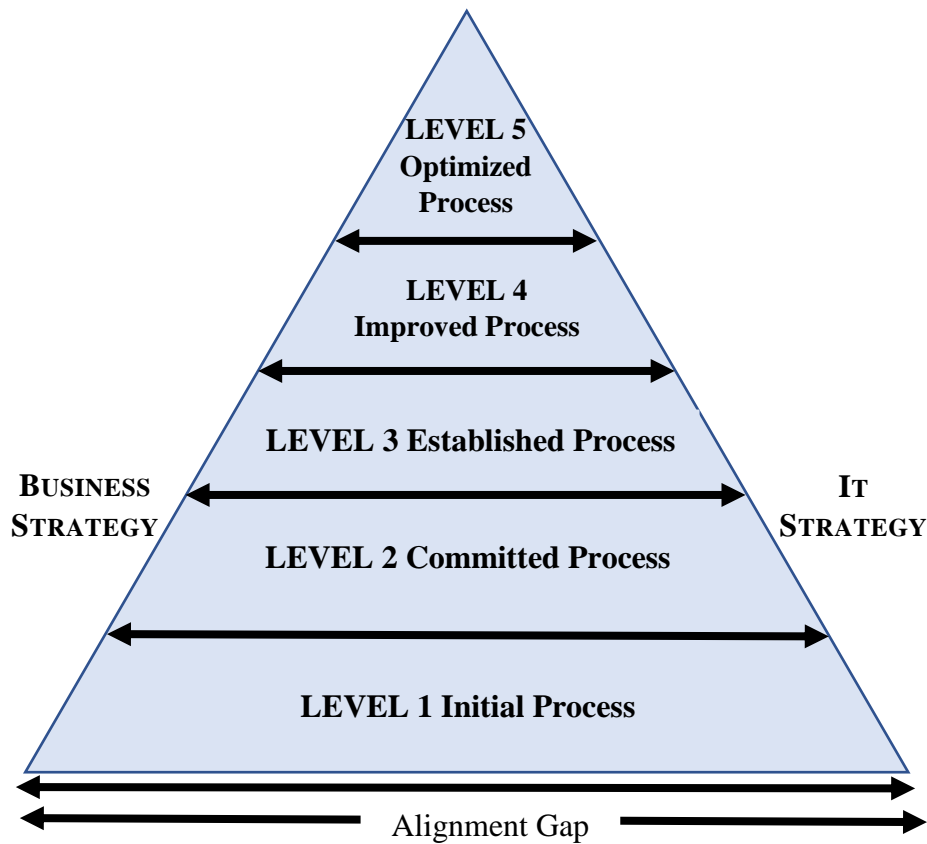 LEVEL 5
Optimized
Process
LEVEL 4
Improved Process
LEVEL 3 Established Process
BUSINESS
STRATEGY
IT
STRATEGY
LEVEL 2 Committed Process
LEVEL 1 Initial Process
Alignment Gap